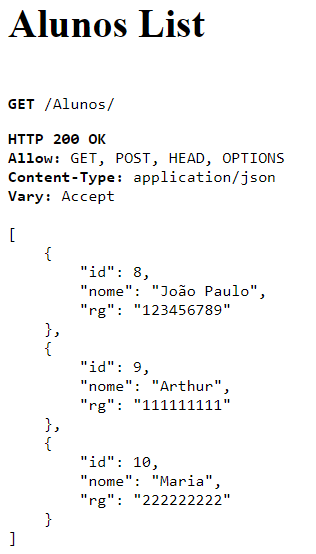 Alunos List
GET /Alunos/
HTTP 200 OK
Allow: GET, POST, HEAD, OPTIONS
Content-Type: application/json
Vary: Accept
[
    {
        "id": 8,
        "nome": "João Paulo",
        "rg": "123456789"
    },
    {
        "id": 9,
        "nome": "Arthur",
        "rg": "111111111"
    },
    {
        "id": 10,
        "nome": "Maria",
        "rg": "222222222"
    }
]